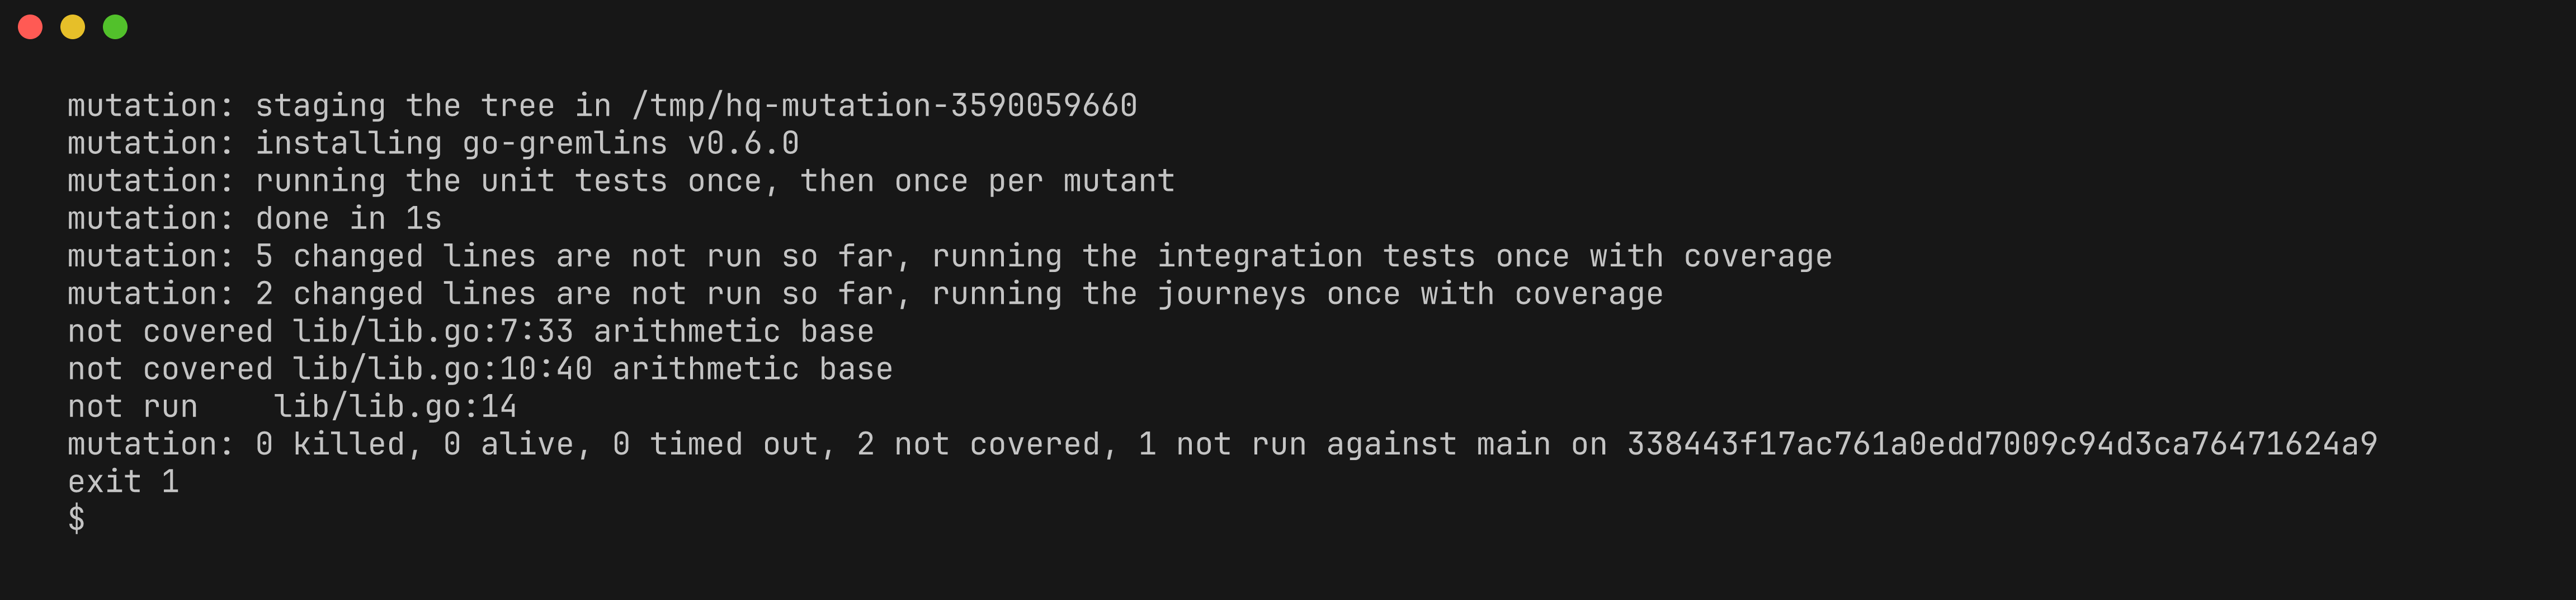 mutation: staging the tree in /tmp/hq-mutation-3590059660
mutation: installing go-gremlins v0.6.0
mutation: running the unit tests once, then once per mutant
mutation: done in 1s
mutation: 5 changed lines are not run so far, running the integration tests once with coverage
mutation: 2 changed lines are not run so far, running the journeys once with coverage
not covered lib/lib.go:7:33 arithmetic base
not covered lib/lib.go:10:40 arithmetic base
not run    lib/lib.go:14
mutation: 0 killed, 0 alive, 0 timed out, 2 not covered, 1 not run against main on 338443f17ac761a0edd7009c94d3ca76471624a9
exit 1
$